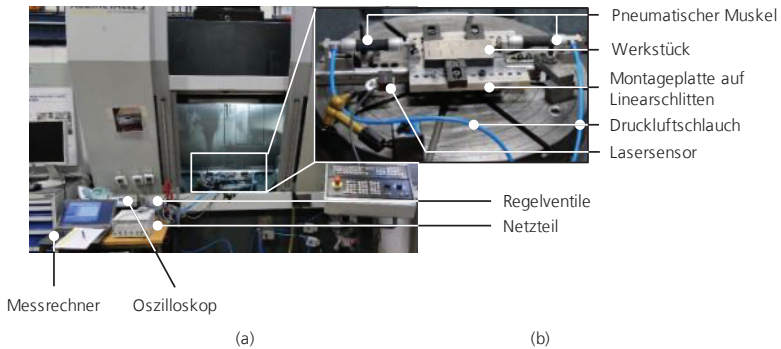 Pneumatischer Muskel
Werkstück
Montageplatte auf
Linearschlitten
Druckluftschlauch
Lasersensor
Regelventile
Netzteil
Messrechner
Oszilloskop
(a)
(b)